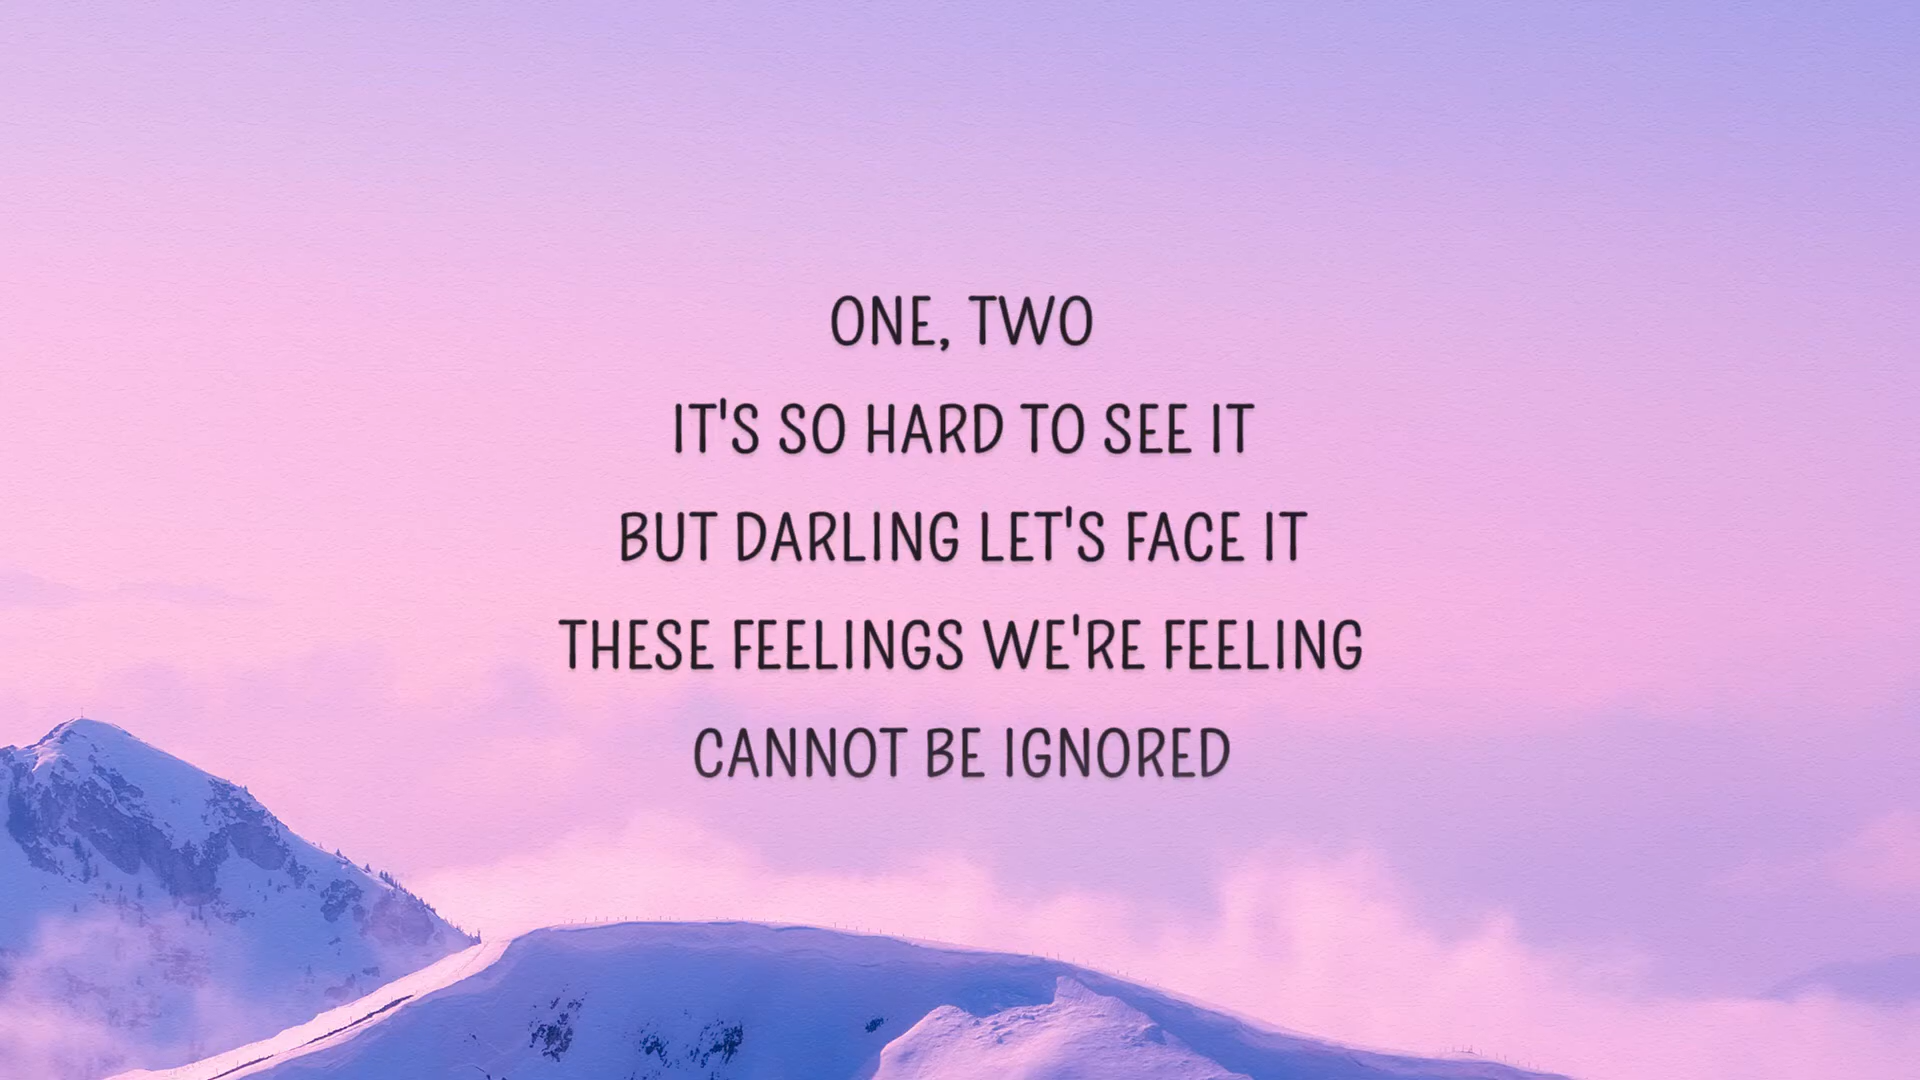 ONE, TWO
IT'S SO HARD TO SEE IT
BUT DARLING LET'S FACE IT
THESE FEELINGS WE'RE FEELING
CANNOT BE IGNORED